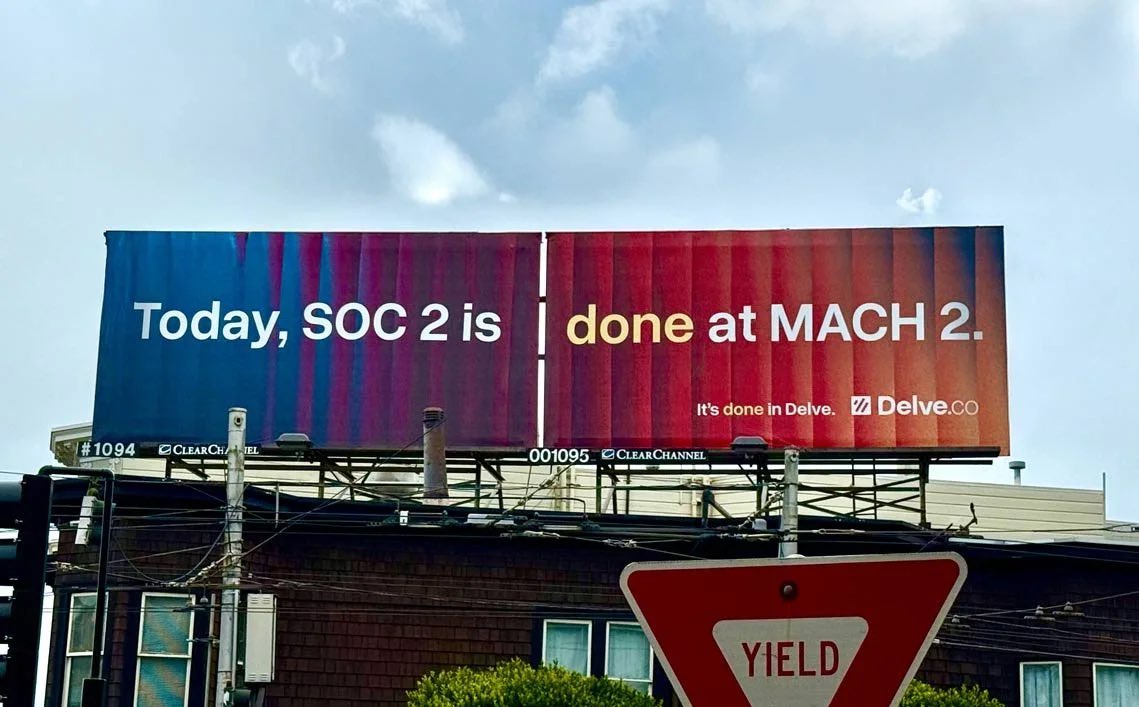 Today, SOC 2 is done at MACH 2.
It's done in Delve. Delve.co
#1094 CLEARCHANNEL 001095 CLEARCHANNEL
YIELD